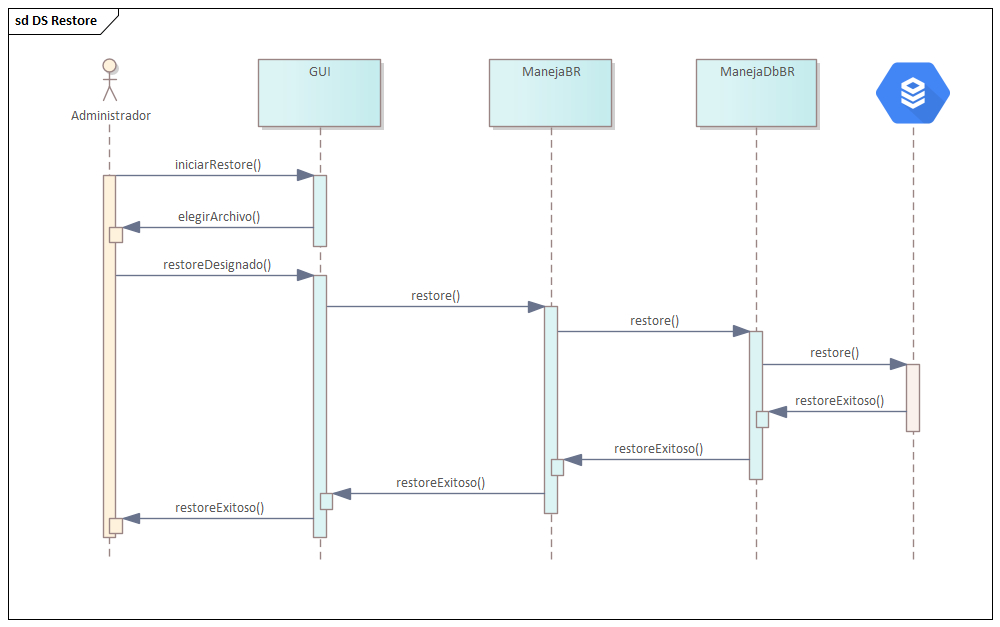 sd DS Restore
Administrador
GUI
ManejaBR
ManejaDbBR
iniciarRestore()
elegirArchivo()
restoreDesignado()
restore()
restore()
restore()
restoreExitoso()
restoreExitoso()
restoreExitoso()
restoreExitoso()